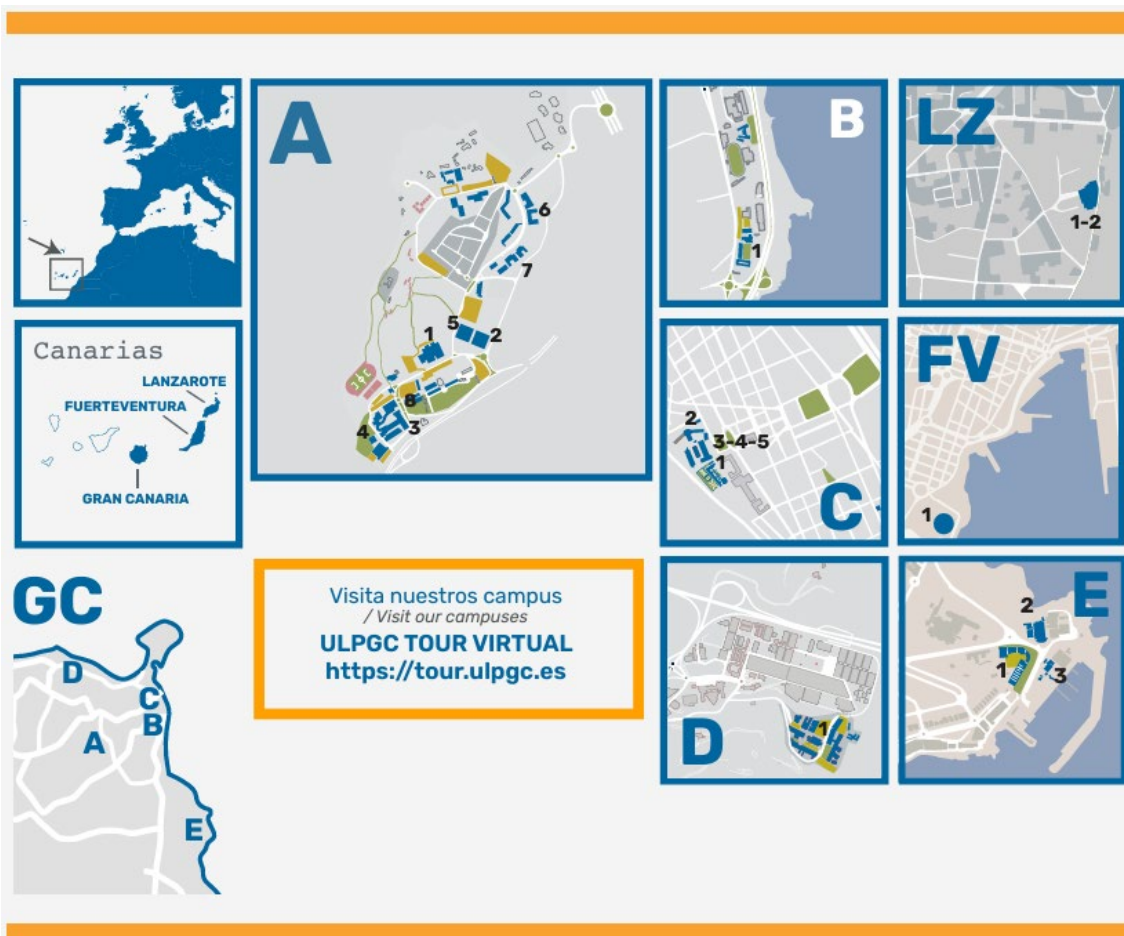 A
B
LZ
6
1-2
1
7
5
2
1
8
4
3
Canarias
LANZAROTE
FUERTEVENTURA
GRAN CANARIA
2
3-4-5
1
C
FV
1
GC
D
C
B
A
E
Visita nuestros campus
/ Visit our campuses
ULPGC TOUR VIRTUAL
https://tour.ulpgc.es
D
1
E
2
1
3